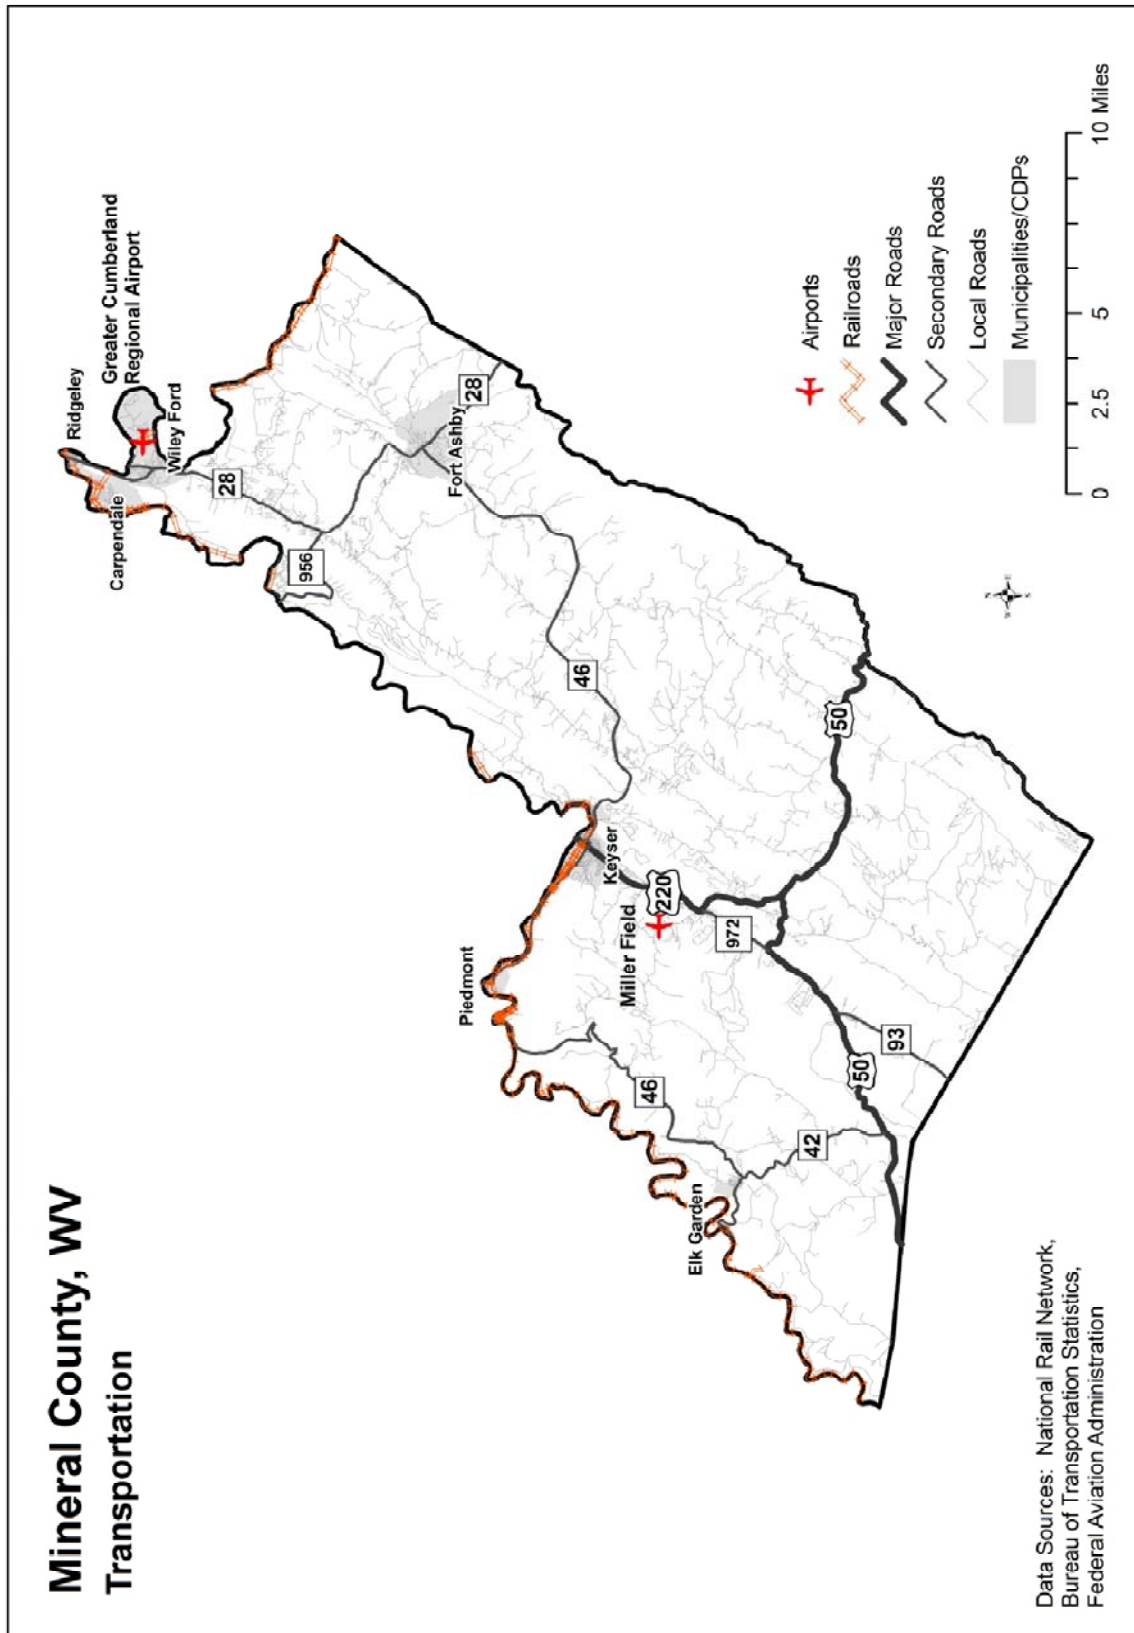 Mineral County, WV
Transportation
Ridgeley
Greater Cumberland
Regional Airport
Carpendale
Wiley Ford
28
956
Fort Ashby
28
46
Piedmont
Keyser
220
Miller Field
972
50
46
93
50
42
Elk Garden
Airports
Railroads
Major Roads
Secondary Roads
Local Roads
Municipalities/CDPs
0 2.5 5 10 Miles
Data Sources: National Rail Network,
Bureau of Transportation Statistics,
Federal Aviation Administration